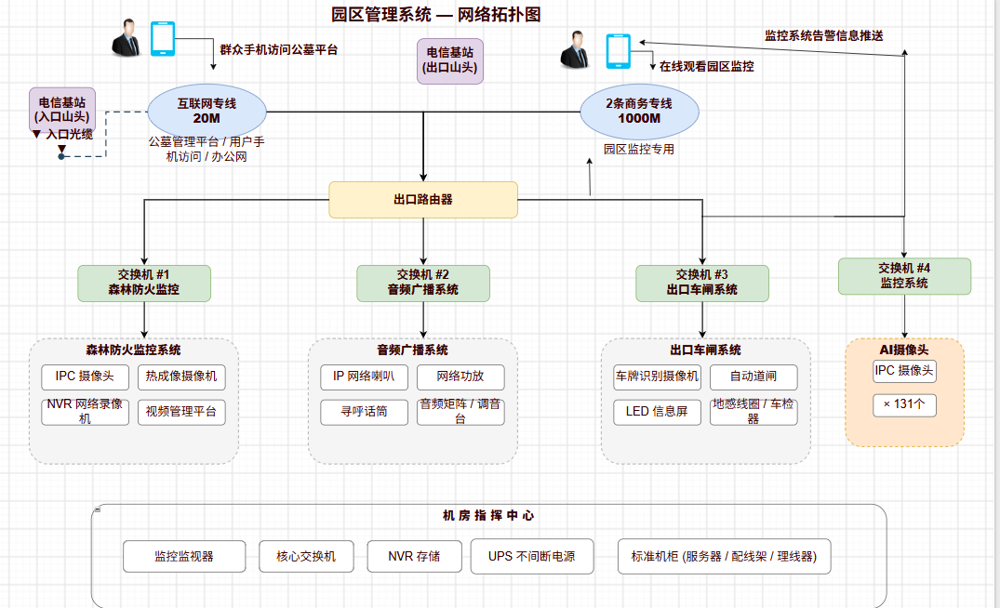 园区管理系统 — 网络拓扑图
群众手机访问公墓平台
电信基站
(出口山头)
监控系统告警信息推送
在线观看园区监控
电信基站
(入口山头)
▼ 入口光缆
▼
互联网专线
20M
公墓管理平台 / 用户手
机访问 / 办公网
2条商务专线
1000M
园区监控专用
出口路由器
交换机 #1
森林防火监控
交换机 #2
音频广播系统
交换机 #3
出口车闸系统
交换机 #4
监控系统
森林防火监控系统
IPC 摄像头
热成像摄像机
NVR 网络录像
机
视频管理平台
音频广播系统
IP 网络喇叭
网络功放
寻呼话筒
音频矩阵 / 调音
台
出口车闸系统
车牌识别摄像机
自动道闸
LED 信息屏
地感线圈 / 车检
器
AI摄像头
IPC 摄像头
× 131个
机 房 指 挥 中 心
监控监视器
核心交换机
NVR 存储
UPS 不间断电源
标准机柜 (服务器 / 配线架 / 理线器)